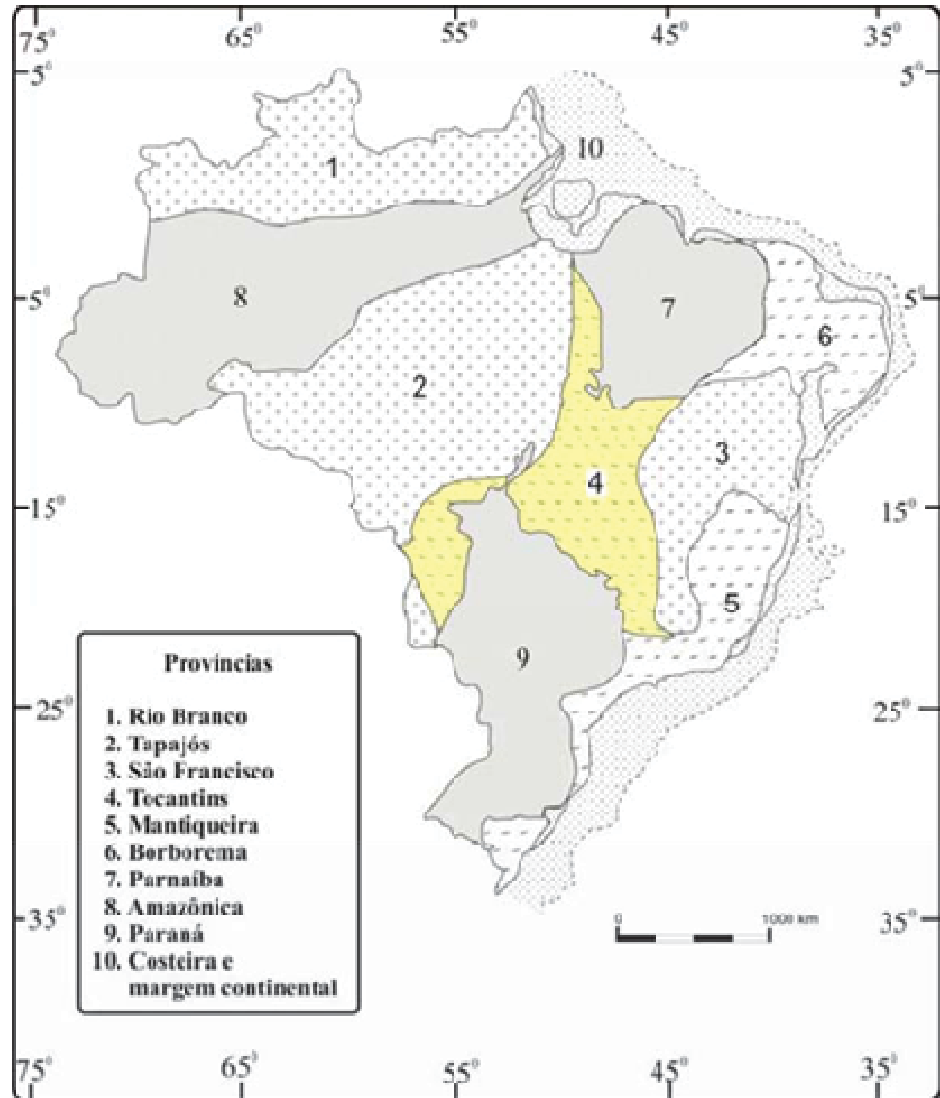 75° 65° 55° 45° 35°
5° 5°
1
10
8
5° 5°
7
6
2
3
4
15° 15°
5
9
25° 25°
Províncias
1. Rio Branco
2. Tapajós
3. São Francisco
4. Tocantins
5. Mantiqueira
6. Borborema
7. Parnaíba
8. Amazônica
9. Paraná
10. Costeira e
margem continental
35° 35°
0 1000 km
75° 65° 55° 45° 35°